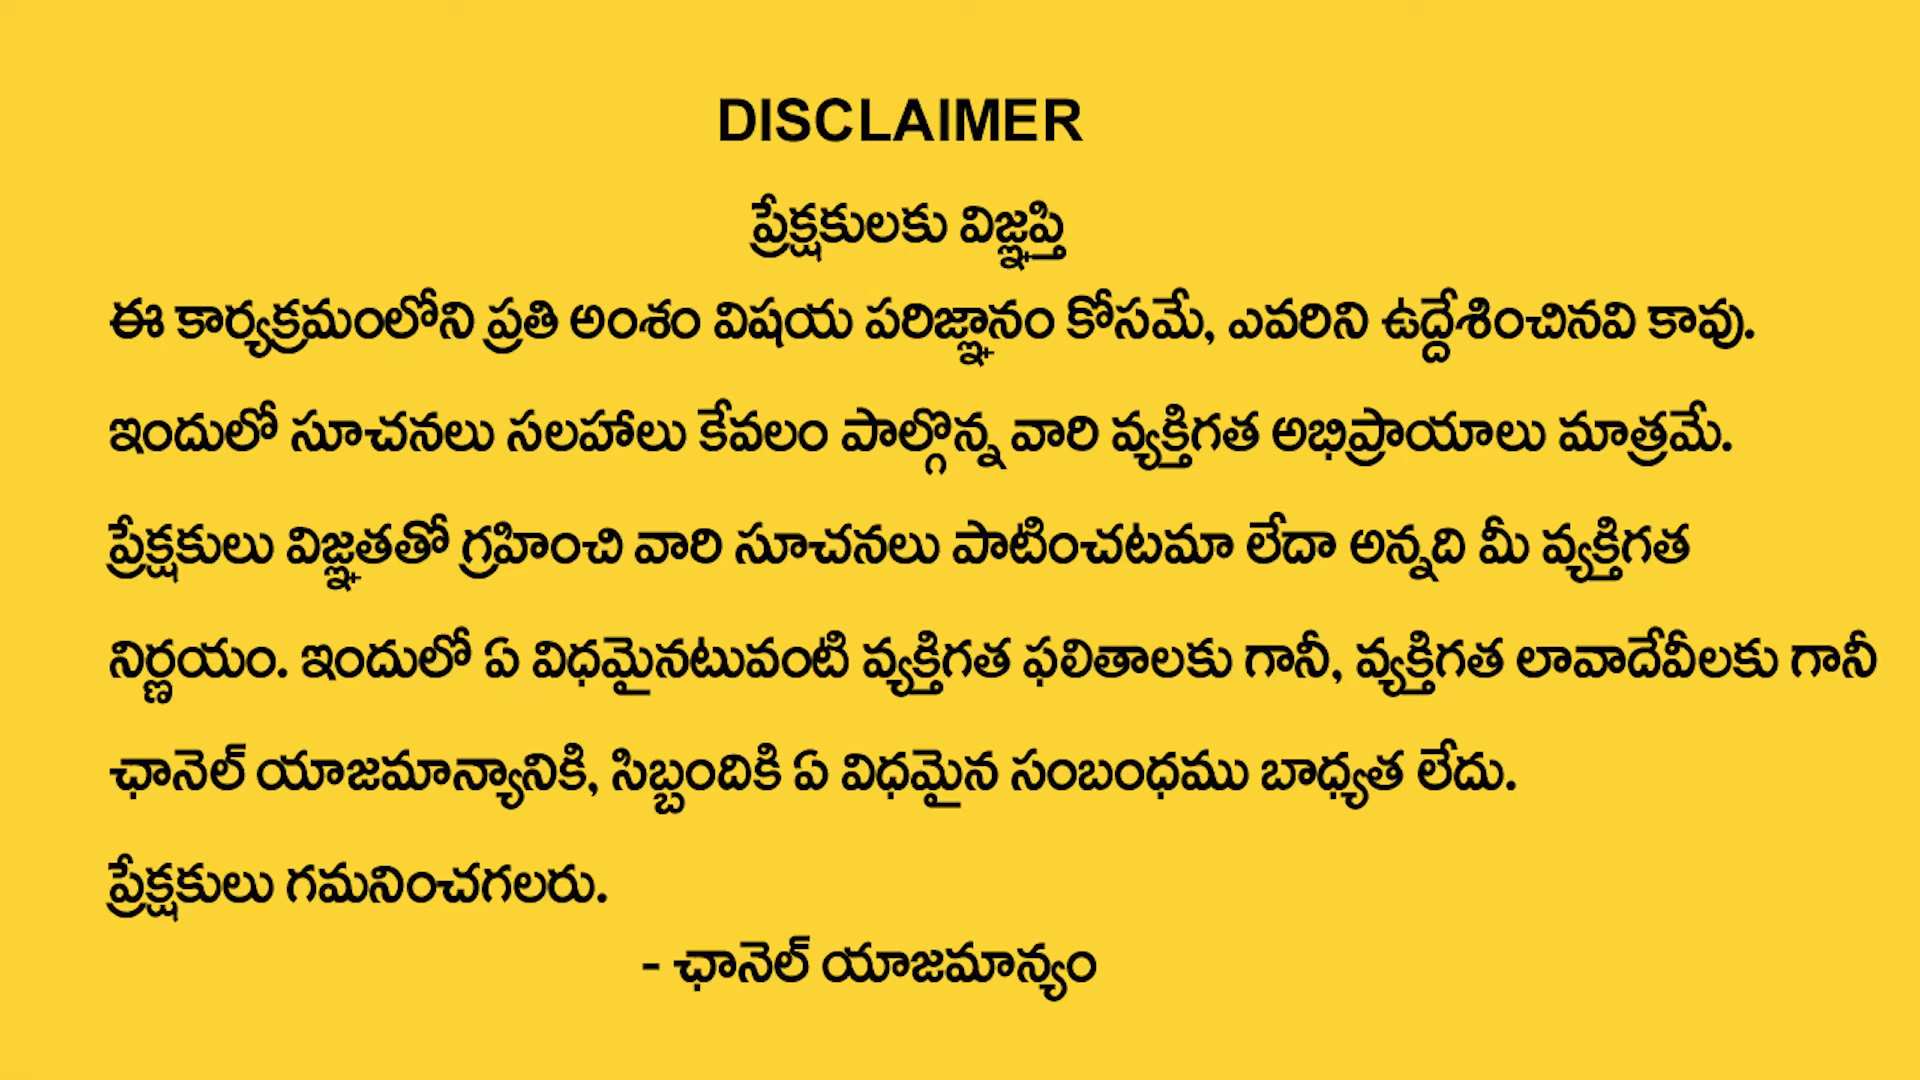 DISCLAIMER
ప్రేక్షకులకు విజ్ఞప్తి
ఈ కార్యక్రమంలోని ప్రతి అంశం విషయ పరిజ్ఞానం కోసమే, ఎవరిని ఉద్దేశించినవి కావు.
ఇందులో సూచనలు సలహాలు కేవలం పాల్గొన్న వారి వ్యక్తిగత అభిప్రాయాలు మాత్రమే.
ప్రేక్షకులు విజ్ఞతతో గ్రహించి వారి సూచనలు పాటించటమా లేదా అన్నది మీ వ్యక్తిగత
నిర్ణయం. ఇందులో ఏ విధమైనటువంటి వ్యక్తిగత ఫలితాలకు గానీ, వ్యక్తిగత లావాదేవీలకు గానీ
ఛానెల్ యాజమాన్యానికి, సిబ్బందికి ఏ విధమైన సంబంధము బాధ్యత లేదు.
ప్రేక్షకులు గమనించగలరు.
- ఛానెల్ యాజమాన్యం